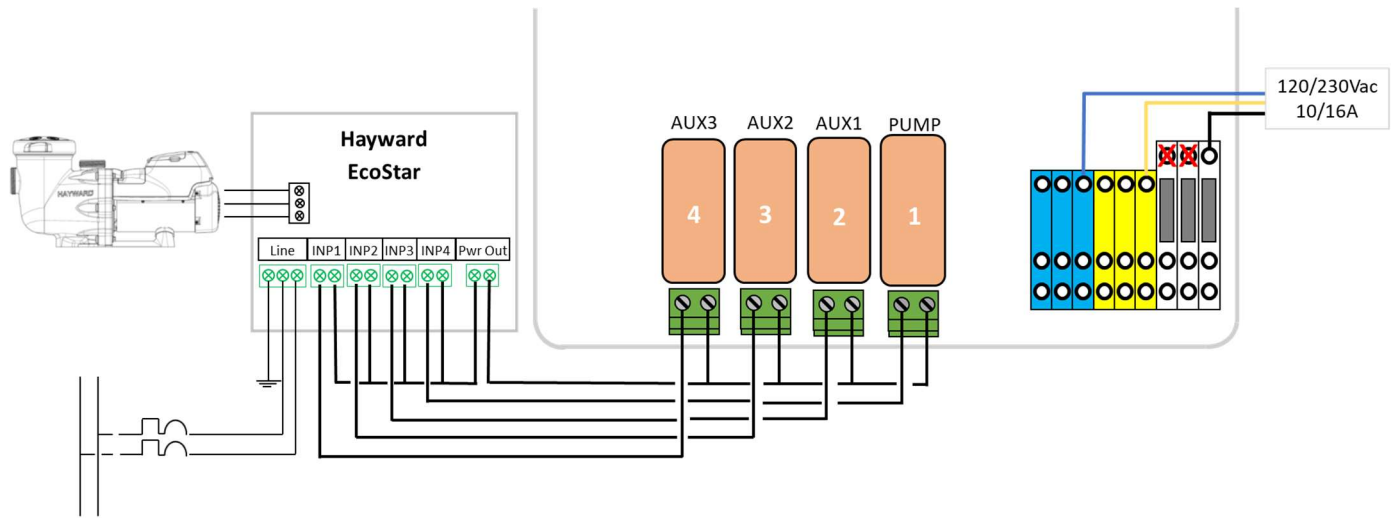 120/230Vac
10/16A
AUX3 AUX2 AUX1 PUMP
Hayward
EcoStar
HAYWARD
4 3 2 1
Line INP1 INP2 INP3 INP4 Pwr Out